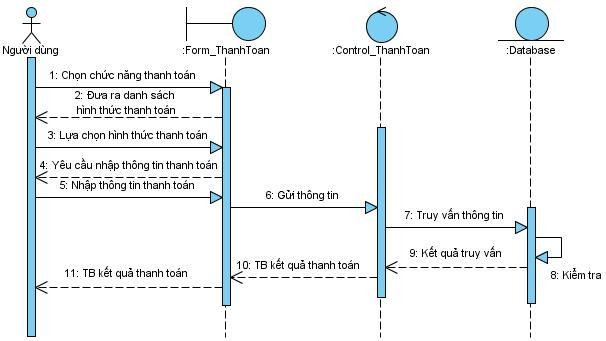 Người dùng
:Form_ThanhToan
:Control_ThanhToan
:Database
1: Chọn chức năng thanh toán
2: Đưa ra danh sách
hình thức thanh toán
3: Lựa chọn hình thức thanh toán
4: Yêu cầu nhập thông tin thanh toán
5: Nhập thông tin thanh toán
6: Gửi thông tin
7: Truy vấn thông tin
8: Kiểm tra
9: Kết quả truy vấn
10: TB kết quả thanh toán
11: TB kết quả thanh toán